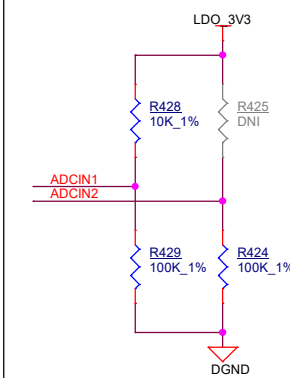 LDO_3V3
R428
10K_1%
R425
DNI
ADCIN1
ADCIN2
R429
100K_1%
R424
100K_1%
DGND